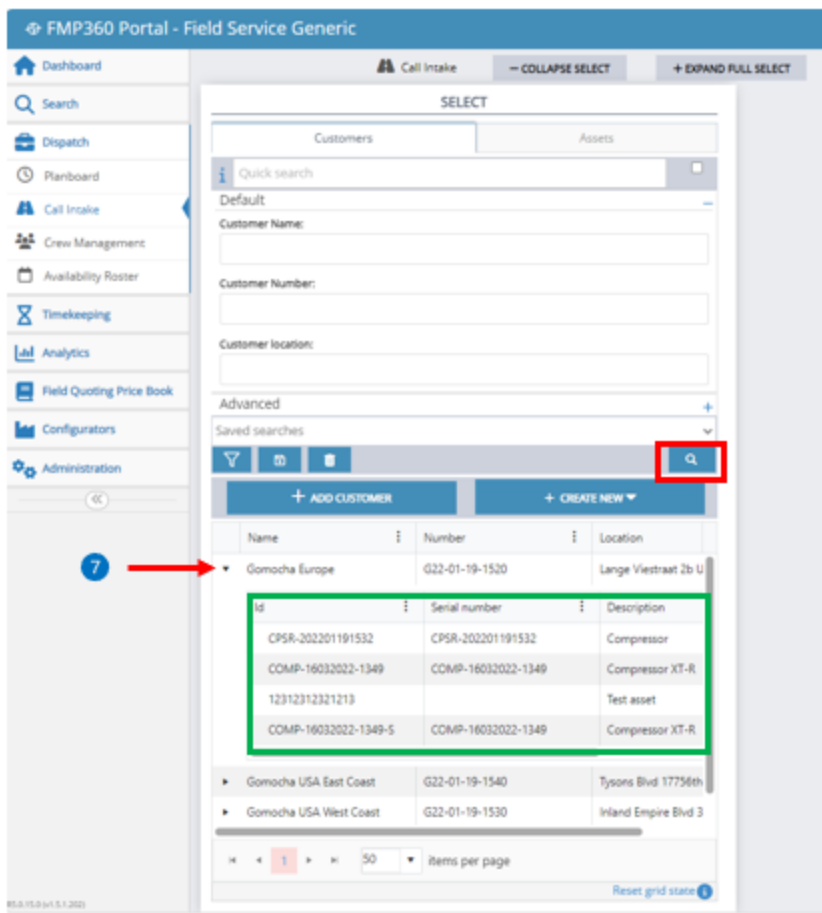 FMP360 Portal - Field Service Generic
Dashboard
Call Intake
− COLLAPSE SELECT
+ EXPAND FULL SELECT
Search
SELECT
Dispatch
Customers
Assets
Planboard
i Quick search
Call Intake
Default
Customer Name:
Crew Management
Availability Roster
Customer Number:
Timekeeping
Customer location:
Analytics
Field Quoting Price Book
Advanced
Configurators
Saved searches
Administration
+ ADD CUSTOMER
+ CREATE NEW
Name Number Location
7
Gomocha Europe G22-01-19-1520 Lange Viestraat 2b U
Id Serial number Description
CPSR-202201191532 CPSR-202201191532 Compressor
COMP-16032022-1349 COMP-16032022-1349 Compressor XT-R
12312312321213 Test asset
COMP-16032022-1349-S COMP-16032022-1349 Compressor XT-R
Gomocha USA East Coast G22-01-19-1540 Tysons Blvd 17756th
Gomocha USA West Coast G22-01-19-1530 Inland Empire Blvd 3
1 50 items per page
Reset grid state